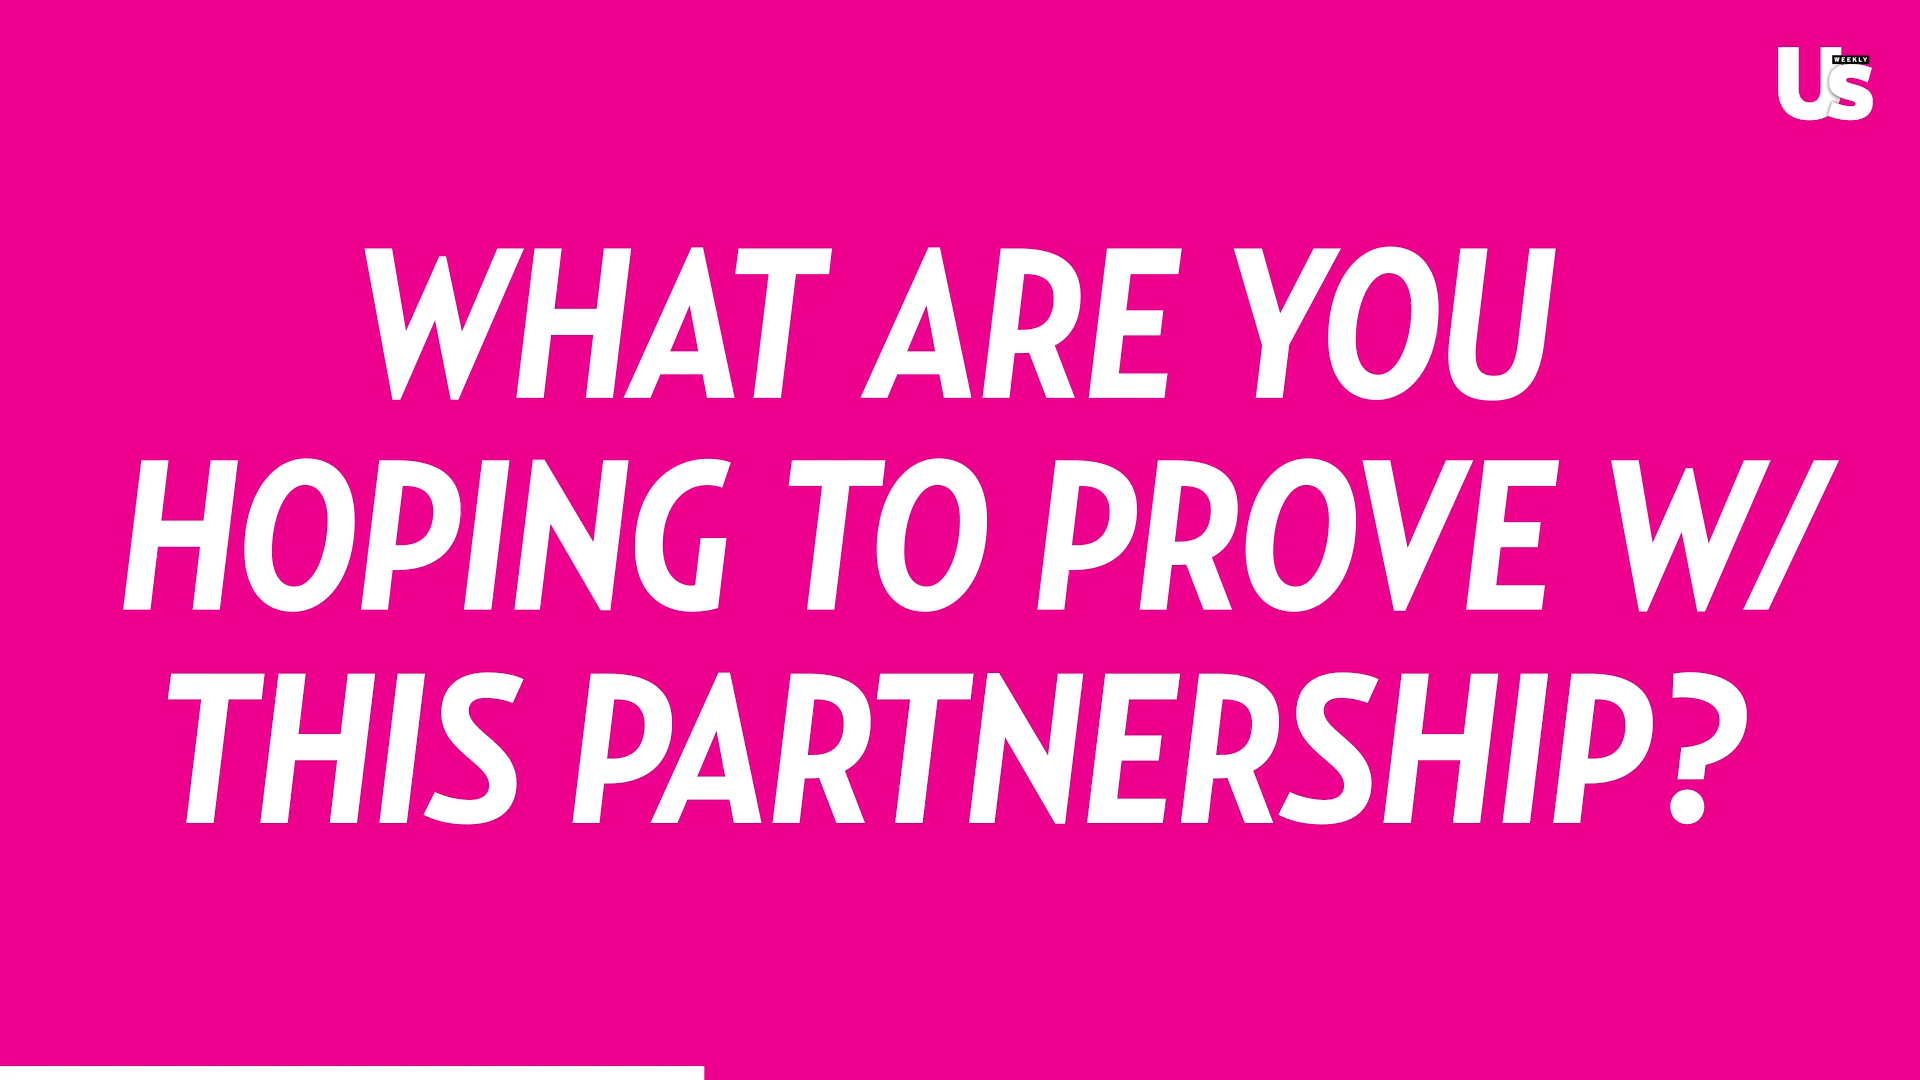 Us
WEEKLY
WHAT ARE YOU
HOPING TO PROVE W/
THIS PARTNERSHIP?